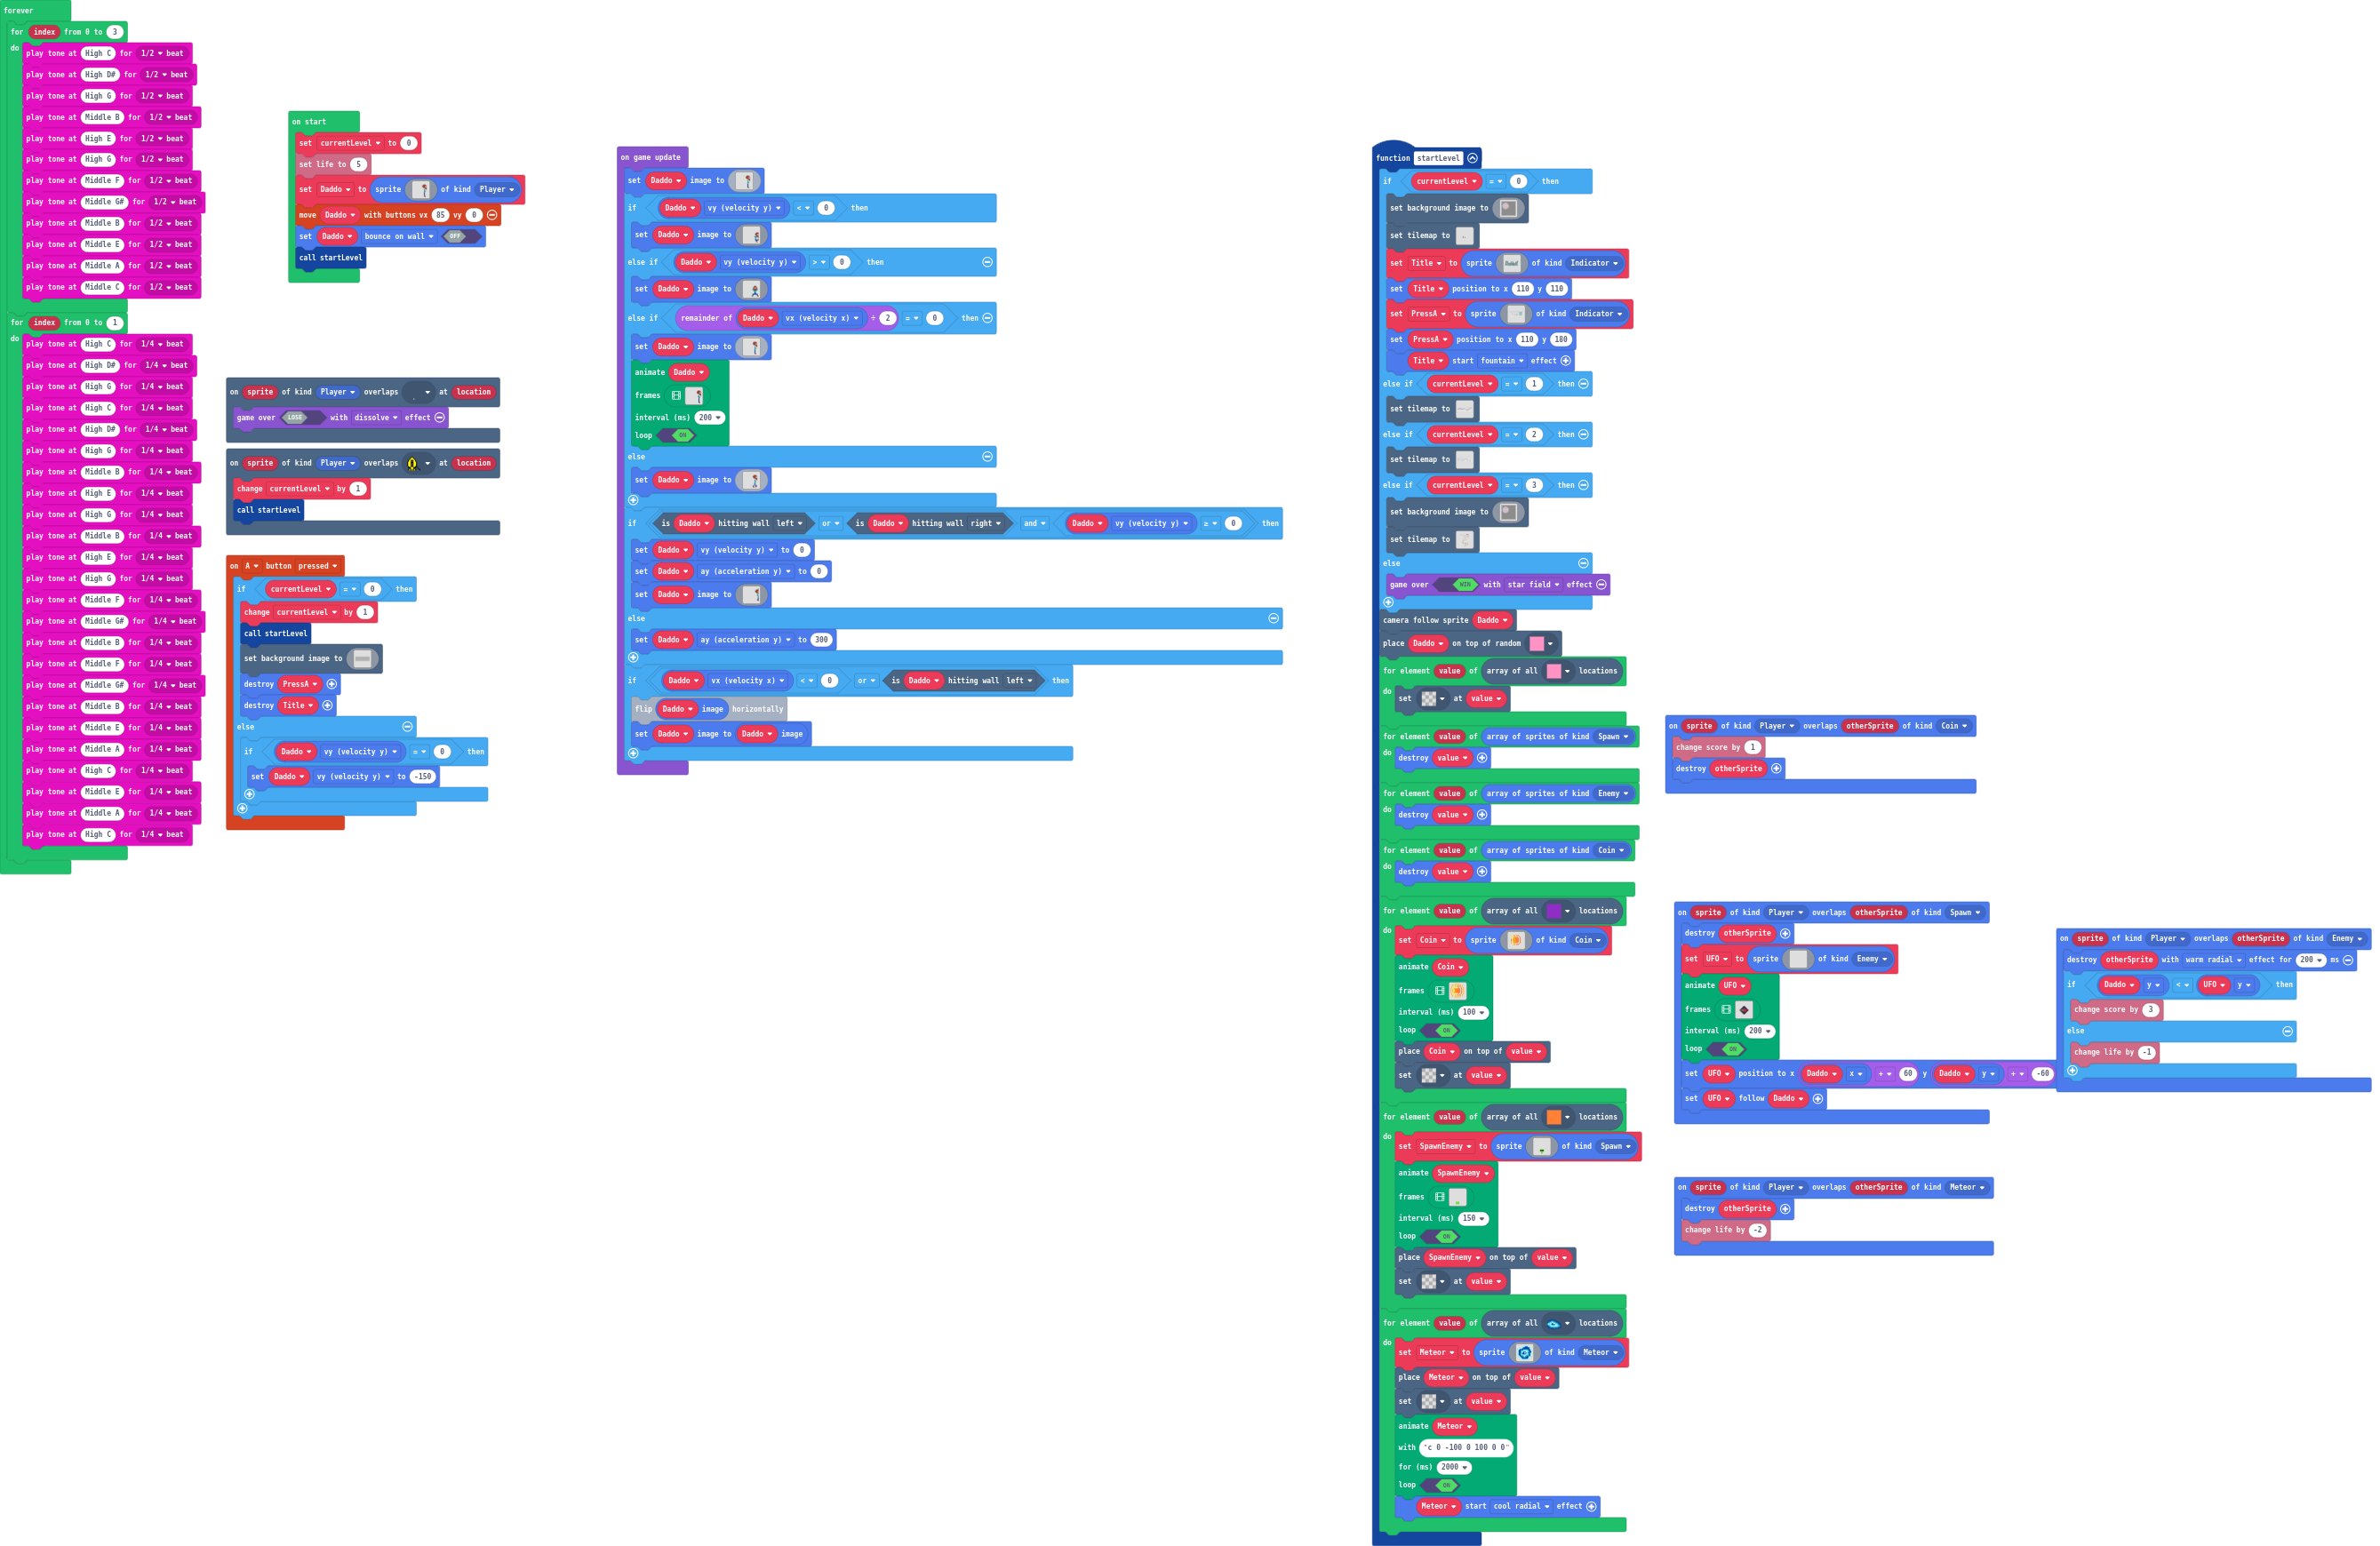 forever
for index from 0 to 3
do
play tone at High C for 1/2 beat
play tone at High D# for 1/2 beat
play tone at High G for 1/2 beat
play tone at Middle B for 1/2 beat
play tone at High E for 1/2 beat
play tone at High G for 1/2 beat
play tone at Middle F for 1/2 beat
play tone at Middle G# for 1/2 beat
play tone at Middle B for 1/2 beat
play tone at Middle E for 1/2 beat
play tone at Middle A for 1/2 beat
play tone at Middle C for 1/2 beat
for index from 0 to 1
do
play tone at High C for 1/4 beat
play tone at High D# for 1/4 beat
play tone at High G for 1/4 beat
play tone at High C for 1/4 beat
play tone at High D# for 1/4 beat
play tone at High G for 1/4 beat
play tone at Middle B for 1/4 beat
play tone at High E for 1/4 beat
play tone at High G for 1/4 beat
play tone at Middle B for 1/4 beat
play tone at High E for 1/4 beat
play tone at High G for 1/4 beat
play tone at Middle F for 1/4 beat
play tone at Middle G# for 1/4 beat
play tone at Middle B for 1/4 beat
play tone at Middle F for 1/4 beat
play tone at Middle G# for 1/4 beat
play tone at Middle B for 1/4 beat
play tone at Middle E for 1/4 beat
play tone at Middle A for 1/4 beat
play tone at High C for 1/4 beat
play tone at Middle E for 1/4 beat
play tone at Middle A for 1/4 beat
play tone at High C for 1/4 beat
on start
set currentLevel to 0
set life to 5
set Daddo to sprite of kind Player
move Daddo with buttons vx 85 vy 0
set Daddo bounce on wall OFF
call startLevel
on sprite of kind Player overlaps at location
game over LOSE with dissolve effect
on sprite of kind Player overlaps at location
change currentLevel by 1
call startLevel
on A button pressed
if currentLevel = 0 then
change currentLevel by 1
call startLevel
set background image to
destroy PressA
destroy Title
else
if Daddo vy (velocity y) = 0 then
set Daddo vy (velocity y) to -150
on game update
set Daddo image to
if Daddo vy (velocity y) < 0 then
set Daddo image to
else if Daddo vy (velocity y) > 0 then
set Daddo image to
else if remainder of Daddo vx (velocity x) ÷ 2 = 0 then
set Daddo image to
animate Daddo
frames
interval (ms) 200
loop ON
else
set Daddo image to
if is Daddo hitting wall left or is Daddo hitting wall right and Daddo vy (velocity y) ≥ 0 then
set Daddo vy (velocity y) to 0
set Daddo ay (acceleration y) to 0
set Daddo image to
else
set Daddo ay (acceleration y) to 300
if Daddo vx (velocity x) < 0 or is Daddo hitting wall left then
flip Daddo image horizontally
set Daddo image to Daddo image
function startLevel
if currentLevel = 0 then
set background image to
set tilemap to
set Title to sprite of kind Indicator
set Title position to x 110 y 110
set PressA to sprite of kind Indicator
set PressA position to x 110 y 180
Title start fountain effect
else if currentLevel = 1 then
set tilemap to
else if currentLevel = 2 then
set tilemap to
else if currentLevel = 3 then
set background image to
set tilemap to
else
game over WIN with star field effect
camera follow sprite Daddo
place Daddo on top of random
for element value of array of all locations
do set at value
for element value of array of sprites of kind Spawn
do destroy value
for element value of array of sprites of kind Enemy
do destroy value
for element value of array of sprites of kind Coin
do destroy value
for element value of array of all locations
do set Coin to sprite of kind Coin
animate Coin
frames
interval (ms) 100
loop ON
place Coin on top of value
set at value
for element value of array of all locations
do set SpawnEnemy to sprite of kind Spawn
animate SpawnEnemy
frames
interval (ms) 150
loop ON
place SpawnEnemy on top of value
set at value
for element value of array of all locations
do set Meteor to sprite of kind Meteor
place Meteor on top of value
set at value
animate Meteor
with "c 0 -100 0 100 0 0"
for (ms) 2000
loop ON
Meteor start cool radial effect
on sprite of kind Player overlaps otherSprite of kind Coin
change score by 1
destroy otherSprite
on sprite of kind Player overlaps otherSprite of kind Spawn
destroy otherSprite
set UFO to sprite of kind Enemy
animate UFO
frames
interval (ms) 200
loop ON
set UFO position to x Daddo x + 60 y Daddo y + -60
set UFO follow Daddo
on sprite of kind Player overlaps otherSprite of kind Enemy
destroy otherSprite with warm radial effect for 200 ms
if Daddo y < UFO y then
change score by 3
else
change life by -1
on sprite of kind Player overlaps otherSprite of kind Meteor
destroy otherSprite
change life by -2